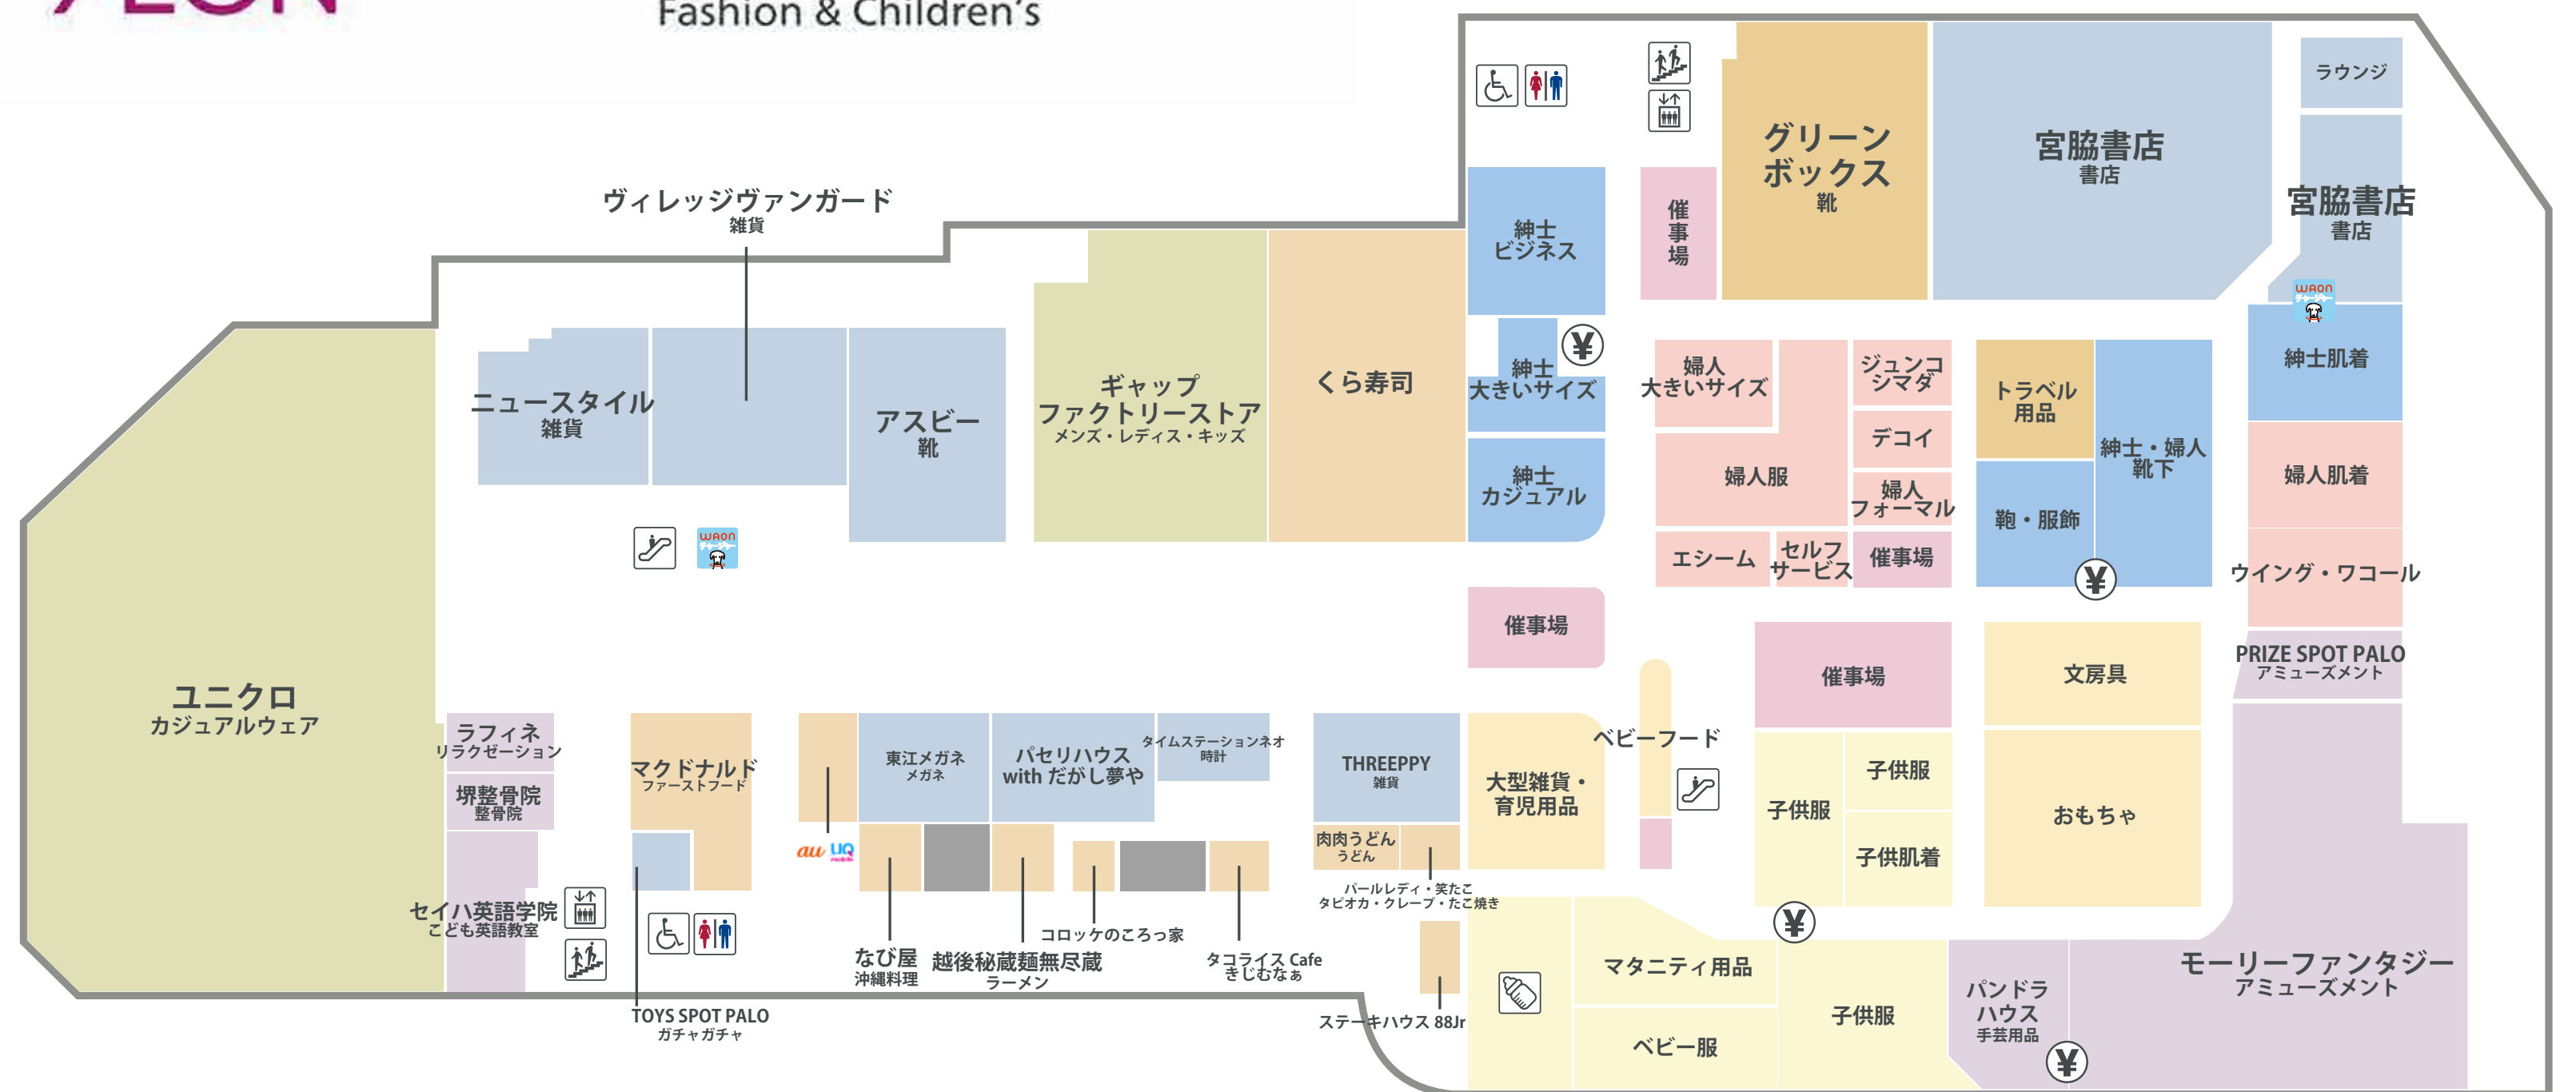 ÆON
Fashion & Children's
ヴィレッジヴァンガード
雑貨
ニュースタイル
雑貨
アスビー
靴
ギャップ
ファクトリーストア
メンズ・レディス・キッズ
くら寿司
紳士
ビジネス
紳士
大きいサイズ
紳士
カジュアル
¥
催事場
グリーン
ボックス
靴
宮脇書店
書店
ラウンジ
宮脇書店
書店
WAON
チャージャー
紳士肌着
婦人肌着
ウイング・ワコール
婦人
大きいサイズ
婦人服
ジュンコ
シマダ
デコイ
婦人
フォーマル
エシーム
セルフ
サービス
催事場
トラベル
用品
鞄・服飾
紳士・婦人
靴下
¥
WAON
チャージャー
ユニクロ
カジュアルウェア
ラフィネ
リラクゼーション
堺整骨院
整骨院
セイハ英語学院
こども英語教室
マクドナルド
ファーストフード
TOYS SPOT PALO
ガチャガチャ
au UQ
mobile
東江メガネ
メガネ
パセリハウス
with だがし夢や
タイムステーションネオ
時計
なび屋
沖縄料理
越後秘蔵麺無尽蔵
ラーメン
コロッケのころっ家
タコライス Cafe
きじむなぁ
THREEPPY
雑貨
肉肉うどん
うどん
パールレディ・笑たこ
タピオカ・クレープ・たこ焼き
ステーキハウス 88Jr
催事場
大型雑貨・
育児用品
ベビーフード
催事場
文房具
おもちゃ
子供服
子供服
子供肌着
¥
マタニティ用品
ベビー服
子供服
PRIZE SPOT PALO
アミューズメント
パンドラ
ハウス
手芸用品
¥
モーリーファンタジー
アミューズメント